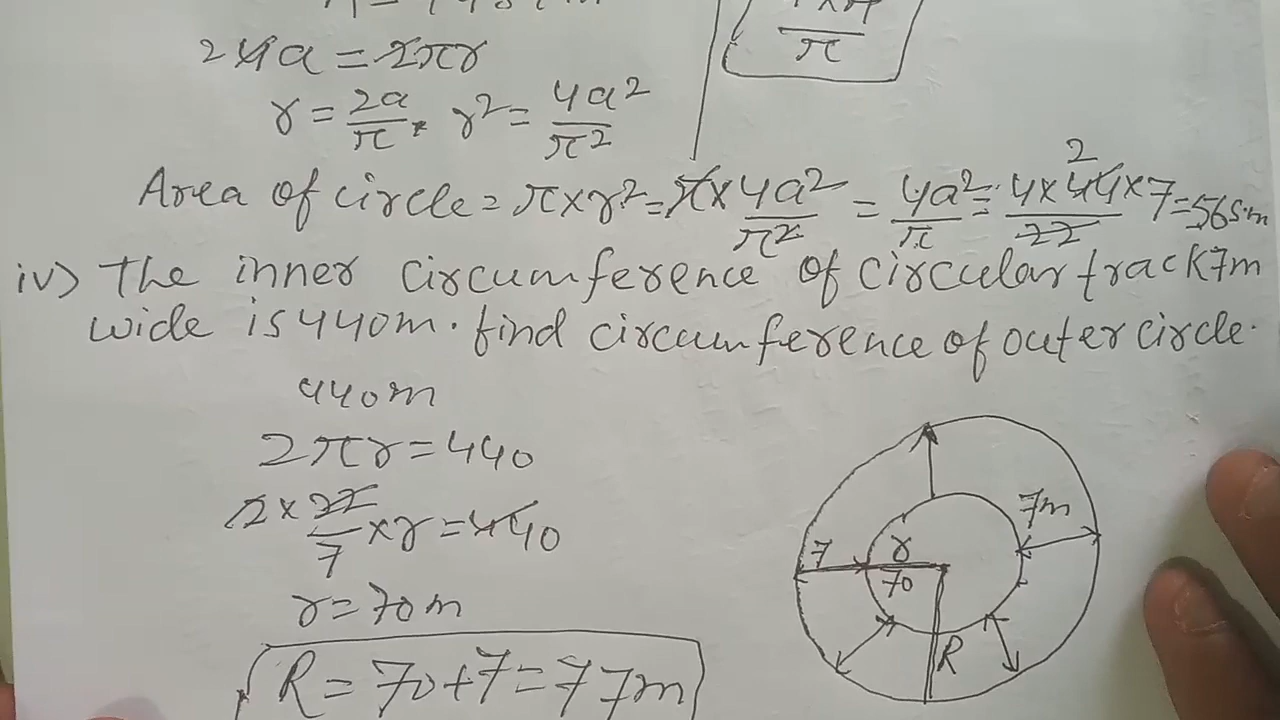 24a = 2πr
r = 2a/π. r² = 4a²/π²
π
Area of circle = π×r² = π×4a²/π² = 4a²/π = 4×44×7/22 = 56 s.m
2
iv) The inner circumference of circular track 7m
wide is 440m. find circumference of outer circle.
440m
2πr = 440
2×22/7×r = 440
r = 70m
R = 70+7 = 77m
7m
7
r
70
R